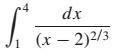 ∫₁⁴ dx / (x − 2)^{2/3}